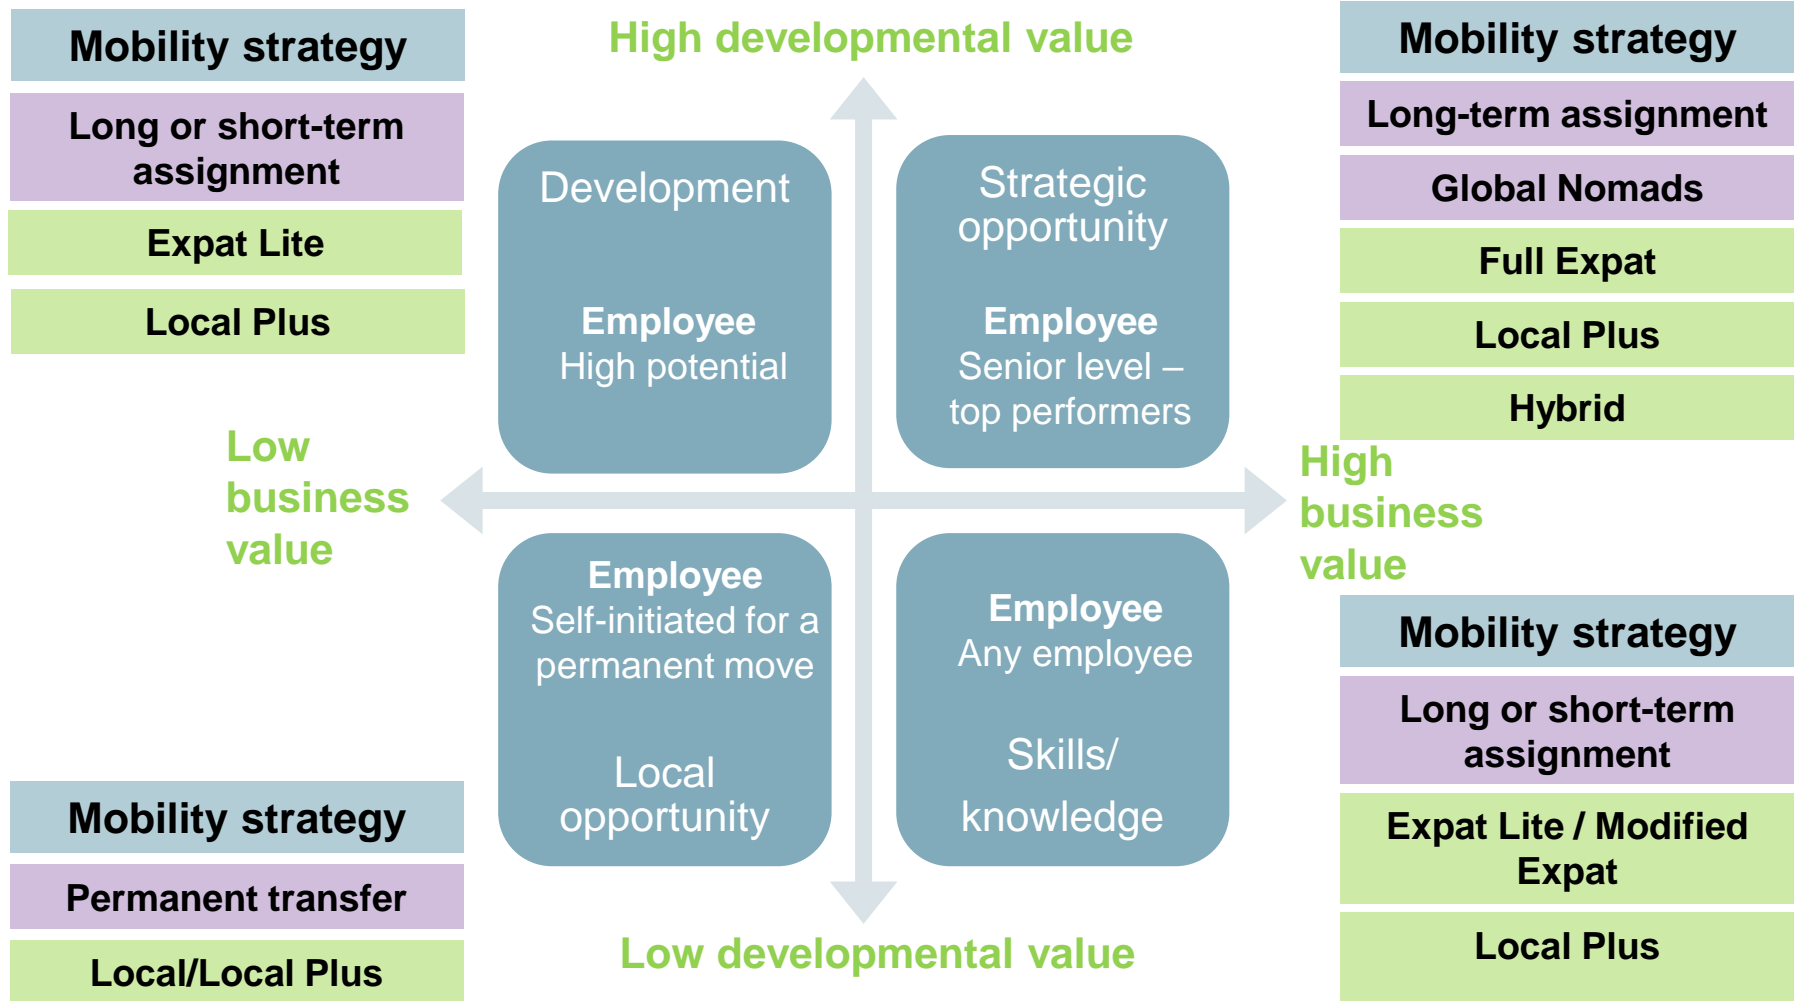 Mobility strategy
Long or short-term
assignment
Expat Lite
Local Plus
High developmental value
Mobility strategy
Long-term assignment
Global Nomads
Full Expat
Local Plus
Hybrid
Development
Employee
High potential
Strategic
opportunity
Employee
Senior level –
top performers
Low
business
value
High
business
value
Employee
Self-initiated for a
permanent move
Local
opportunity
Employee
Any employee
Skills/
knowledge
Mobility strategy
Permanent transfer
Local/Local Plus
Low developmental value
Mobility strategy
Long or short-term
assignment
Expat Lite / Modified
Expat
Local Plus